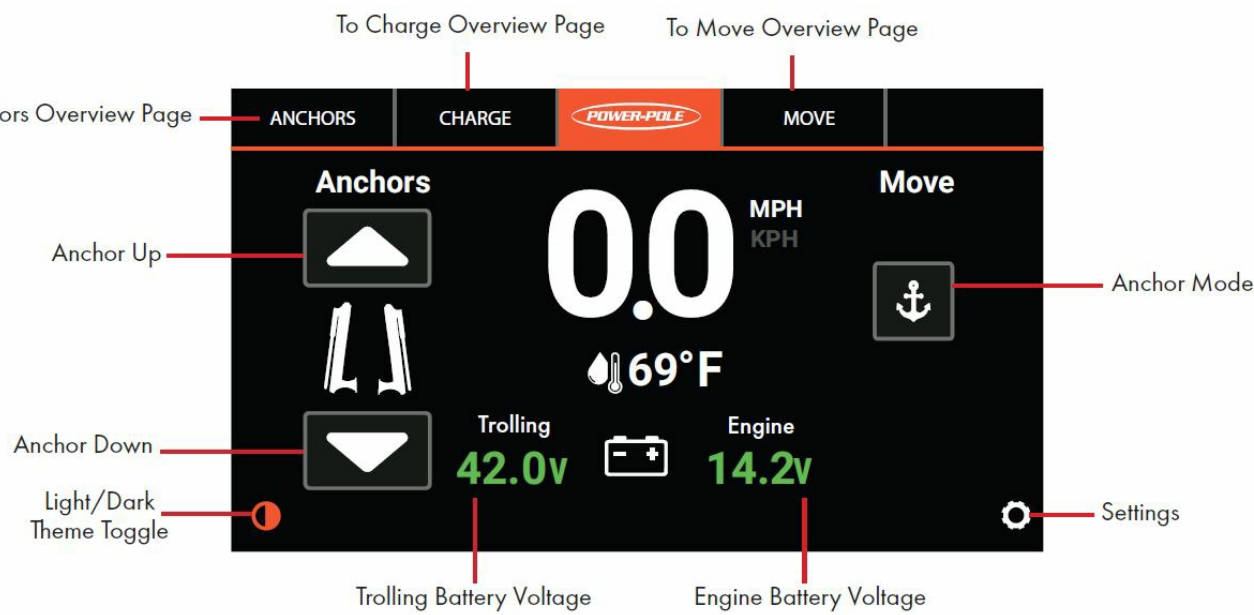 To Charge Overview Page
To Move Overview Page
ors Overview Page
ANCHORS
CHARGE
POWER-POLE
MOVE
Anchors
Move
0.0
MPH
KPH
Anchor Up
Anchor Mode
69°F
Anchor Down
Trolling
Engine
42.0V
14.2V
Light/Dark
Theme Toggle
Settings
Trolling Battery Voltage
Engine Battery Voltage